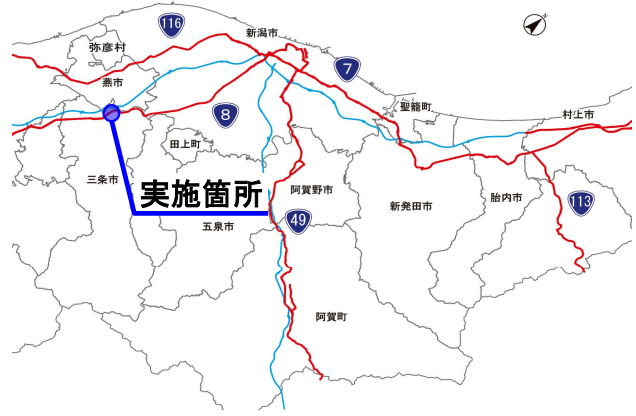 116
新潟市
弥彦村
7
燕市
聖籠町
村上市
8
田上町
三条市
実施箇所
阿賀野市
新発田市
胎内市
113
49
五泉市
阿賀町